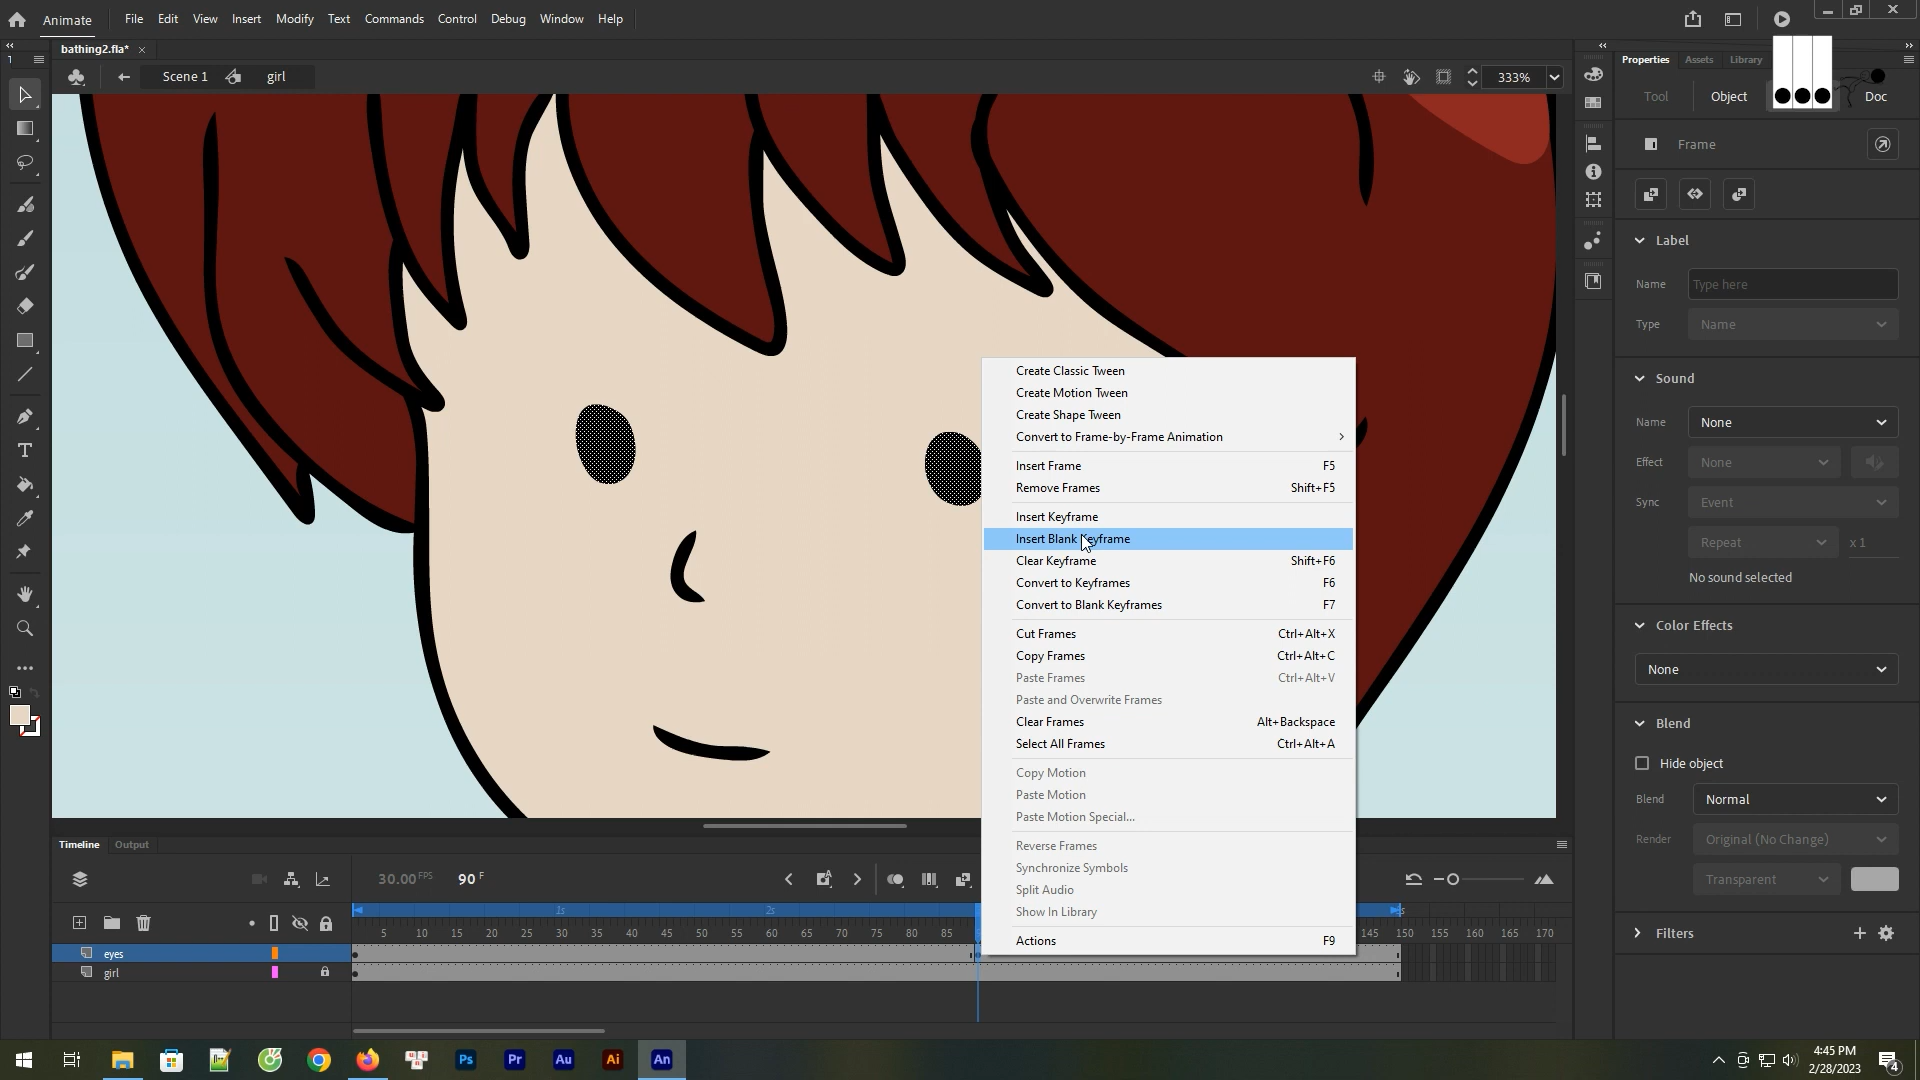 Animate File Edit View Insert Modify Text Commands Control Debug Window Help
bathing2.fla*
Scene 1 girl 333%
Properties Assets Library
Tool Object Doc
Frame
Label
Name Type here
Type Name
Sound
Name None
Effect None
Sync Event
Repeat x 1
No sound selected
Color Effects
None
Blend
Hide object
Blend Normal
Render Original (No Change)
Transparent
Filters
Create Classic Tween
Create Motion Tween
Create Shape Tween
Convert to Frame-by-Frame Animation
Insert Frame F5
Remove Frames Shift+F5
Insert Keyframe
Insert Blank Keyframe
Clear Keyframe Shift+F6
Convert to Keyframes F6
Convert to Blank Keyframes F7
Cut Frames Ctrl+Alt+X
Copy Frames Ctrl+Alt+C
Paste Frames Ctrl+Alt+V
Paste and Overwrite Frames
Clear Frames Alt+Backspace
Select All Frames Ctrl+Alt+A
Copy Motion
Paste Motion
Paste Motion Special...
Reverse Frames
Synchronize Symbols
Split Audio
Show In Library
Actions F9
Timeline Output
30.00 FPS 90 F
1s 2s
5 10 15 20 25 30 35 40 45 50 55 60 65 70 75 80 85 145 150 155 160 165 170
eyes
girl
Ps Pr Au Ai An
4:45 PM
2/28/2023
4